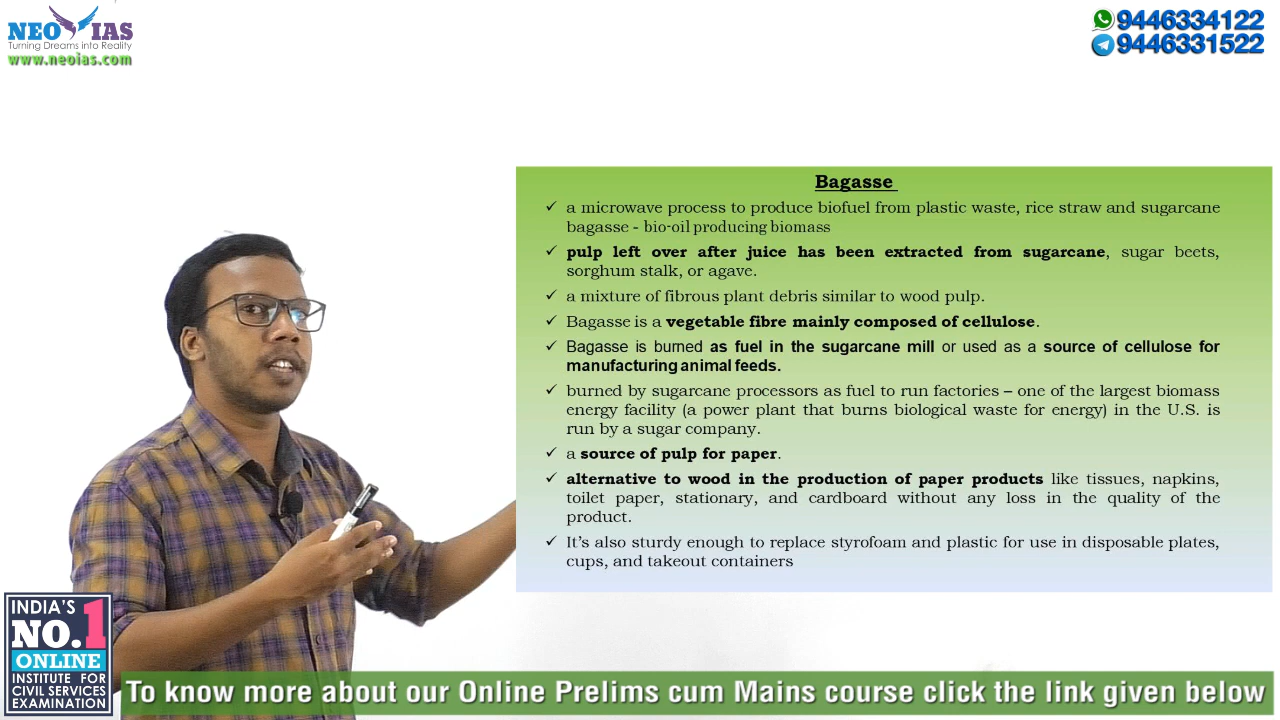 NEO IAS
Turning Dreams into Reality
www.neoias.com
9446334122
9446331522
Bagasse
✓ a microwave process to produce biofuel from plastic waste, rice straw and sugarcane
bagasse - bio-oil producing biomass
✓ pulp left over after juice has been extracted from sugarcane, sugar beets,
sorghum stalk, or agave.
✓ a mixture of fibrous plant debris similar to wood pulp.
✓ Bagasse is a vegetable fibre mainly composed of cellulose.
✓ Bagasse is burned as fuel in the sugarcane mill or used as a source of cellulose for
manufacturing animal feeds.
✓ burned by sugarcane processors as fuel to run factories – one of the largest biomass
energy facility (a power plant that burns biological waste for energy) in the U.S. is
run by a sugar company.
✓ a source of pulp for paper.
✓ alternative to wood in the production of paper products like tissues, napkins,
toilet paper, stationary, and cardboard without any loss in the quality of the
product.
✓ It's also sturdy enough to replace styrofoam and plastic for use in disposable plates,
cups, and takeout containers
INDIA'S
NO.1
ONLINE
INSTITUTE FOR
CIVIL SERVICES
EXAMINATION
To know more about our Online Prelims cum Mains course click the link given below